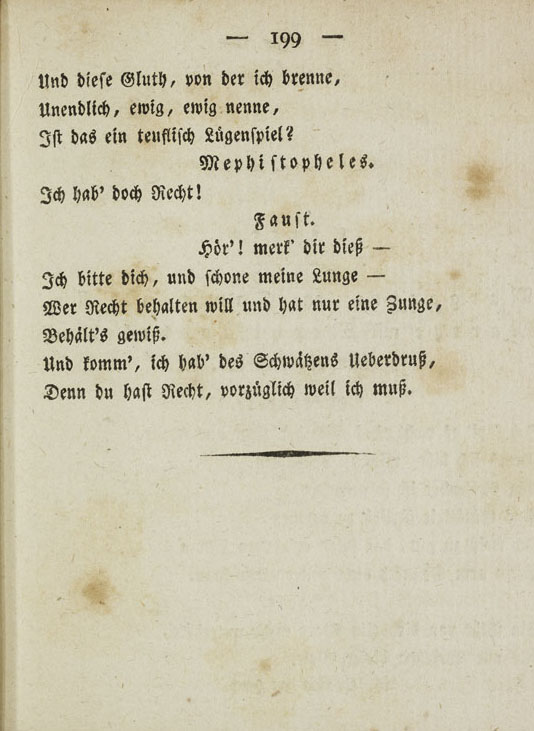 — 199 —
Und diese Gluth, von der ich brenne,
Unendlich, ewig, ewig nenne,
Ist das ein teuflisch Lügenspiel?
Mephistopheles.
Ich hab' doch Recht!
Faust.
Hör'! merk' dir dieß —
Ich bitte dich, und schone meine Lunge —
Wer Recht behalten will und hat nur eine Zunge,
Behält's gewiß.
Und komm', ich hab' des Schwätzens Ueberdruß,
Denn du hast Recht, vorzüglich weil ich muß.